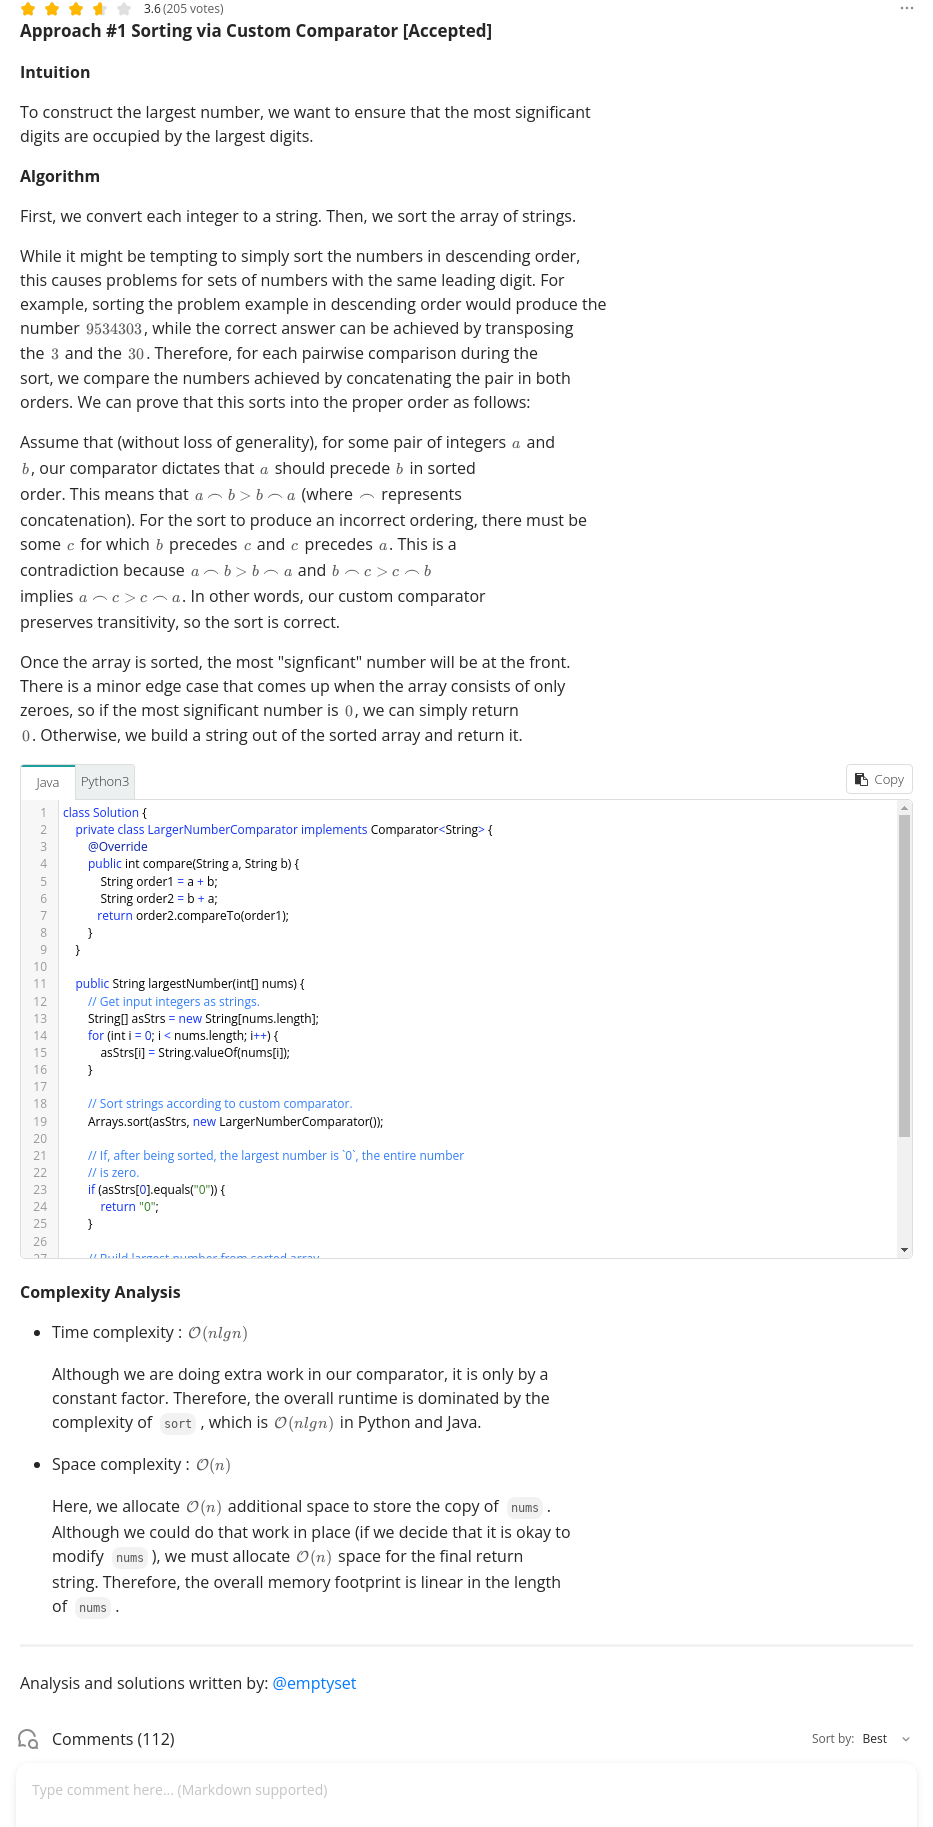 3.6 (205 votes)
Approach #1 Sorting via Custom Comparator [Accepted]
Intuition
To construct the largest number, we want to ensure that the most significant
digits are occupied by the largest digits.
Algorithm
First, we convert each integer to a string. Then, we sort the array of strings.
While it might be tempting to simply sort the numbers in descending order,
this causes problems for sets of numbers with the same leading digit. For
example, sorting the problem example in descending order would produce the
number 9534303, while the correct answer can be achieved by transposing
the 3 and the 30. Therefore, for each pairwise comparison during the
sort, we compare the numbers achieved by concatenating the pair in both
orders. We can prove that this sorts into the proper order as follows:
Assume that (without loss of generality), for some pair of integers a and
b, our comparator dictates that a should precede b in sorted
order. This means that a⌢b > b⌢a (where ⌢ represents
concatenation). For the sort to produce an incorrect ordering, there must be
some c for which b precedes c and c precedes a. This is a
contradiction because a⌢b > b⌢a and b⌢c > c⌢b
implies a⌢c > c⌢a. In other words, our custom comparator
preserves transitivity, so the sort is correct.
Once the array is sorted, the most "signficant" number will be at the front.
There is a minor edge case that comes up when the array consists of only
zeroes, so if the most significant number is 0, we can simply return
0. Otherwise, we build a string out of the sorted array and return it.
Java Python3 Copy
1 class Solution {
2 private class LargerNumberComparator implements Comparator<String> {
3 @Override
4 public int compare(String a, String b) {
5 String order1 = a + b;
6 String order2 = b + a;
7 return order2.compareTo(order1);
8 }
9 }
10
11 public String largestNumber(int[] nums) {
12 // Get input integers as strings.
13 String[] asStrs = new String[nums.length];
14 for (int i = 0; i < nums.length; i++) {
15 asStrs[i] = String.valueOf(nums[i]);
16 }
17
18 // Sort strings according to custom comparator.
19 Arrays.sort(asStrs, new LargerNumberComparator());
20
21 // If, after being sorted, the largest number is `0`, the entire number
22 // is zero.
23 if (asStrs[0].equals("0")) {
24 return "0";
25 }
26
27 // Build largest number from sorted array.
Complexity Analysis
• Time complexity : O(nlgn)
Although we are doing extra work in our comparator, it is only by a
constant factor. Therefore, the overall runtime is dominated by the
complexity of sort , which is O(nlgn) in Python and Java.
• Space complexity : O(n)
Here, we allocate O(n) additional space to store the copy of nums .
Although we could do that work in place (if we decide that it is okay to
modify nums ), we must allocate O(n) space for the final return
string. Therefore, the overall memory footprint is linear in the length
of nums .
Analysis and solutions written by: @emptyset
Comments (112) Sort by: Best
Type comment here... (Markdown supported)